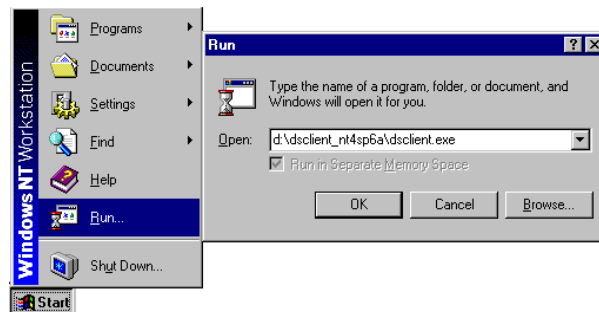 Windows NT Workstation
Programs
Documents
Settings
Find
Help
Run...
Shut Down...
Start
Run
Type the name of a program, folder, or document, and
Windows will open it for you.
Open:
d:\dsclient_nt4sp6a\dsclient.exe
Run in Separate Memory Space
OK
Cancel
Browse...